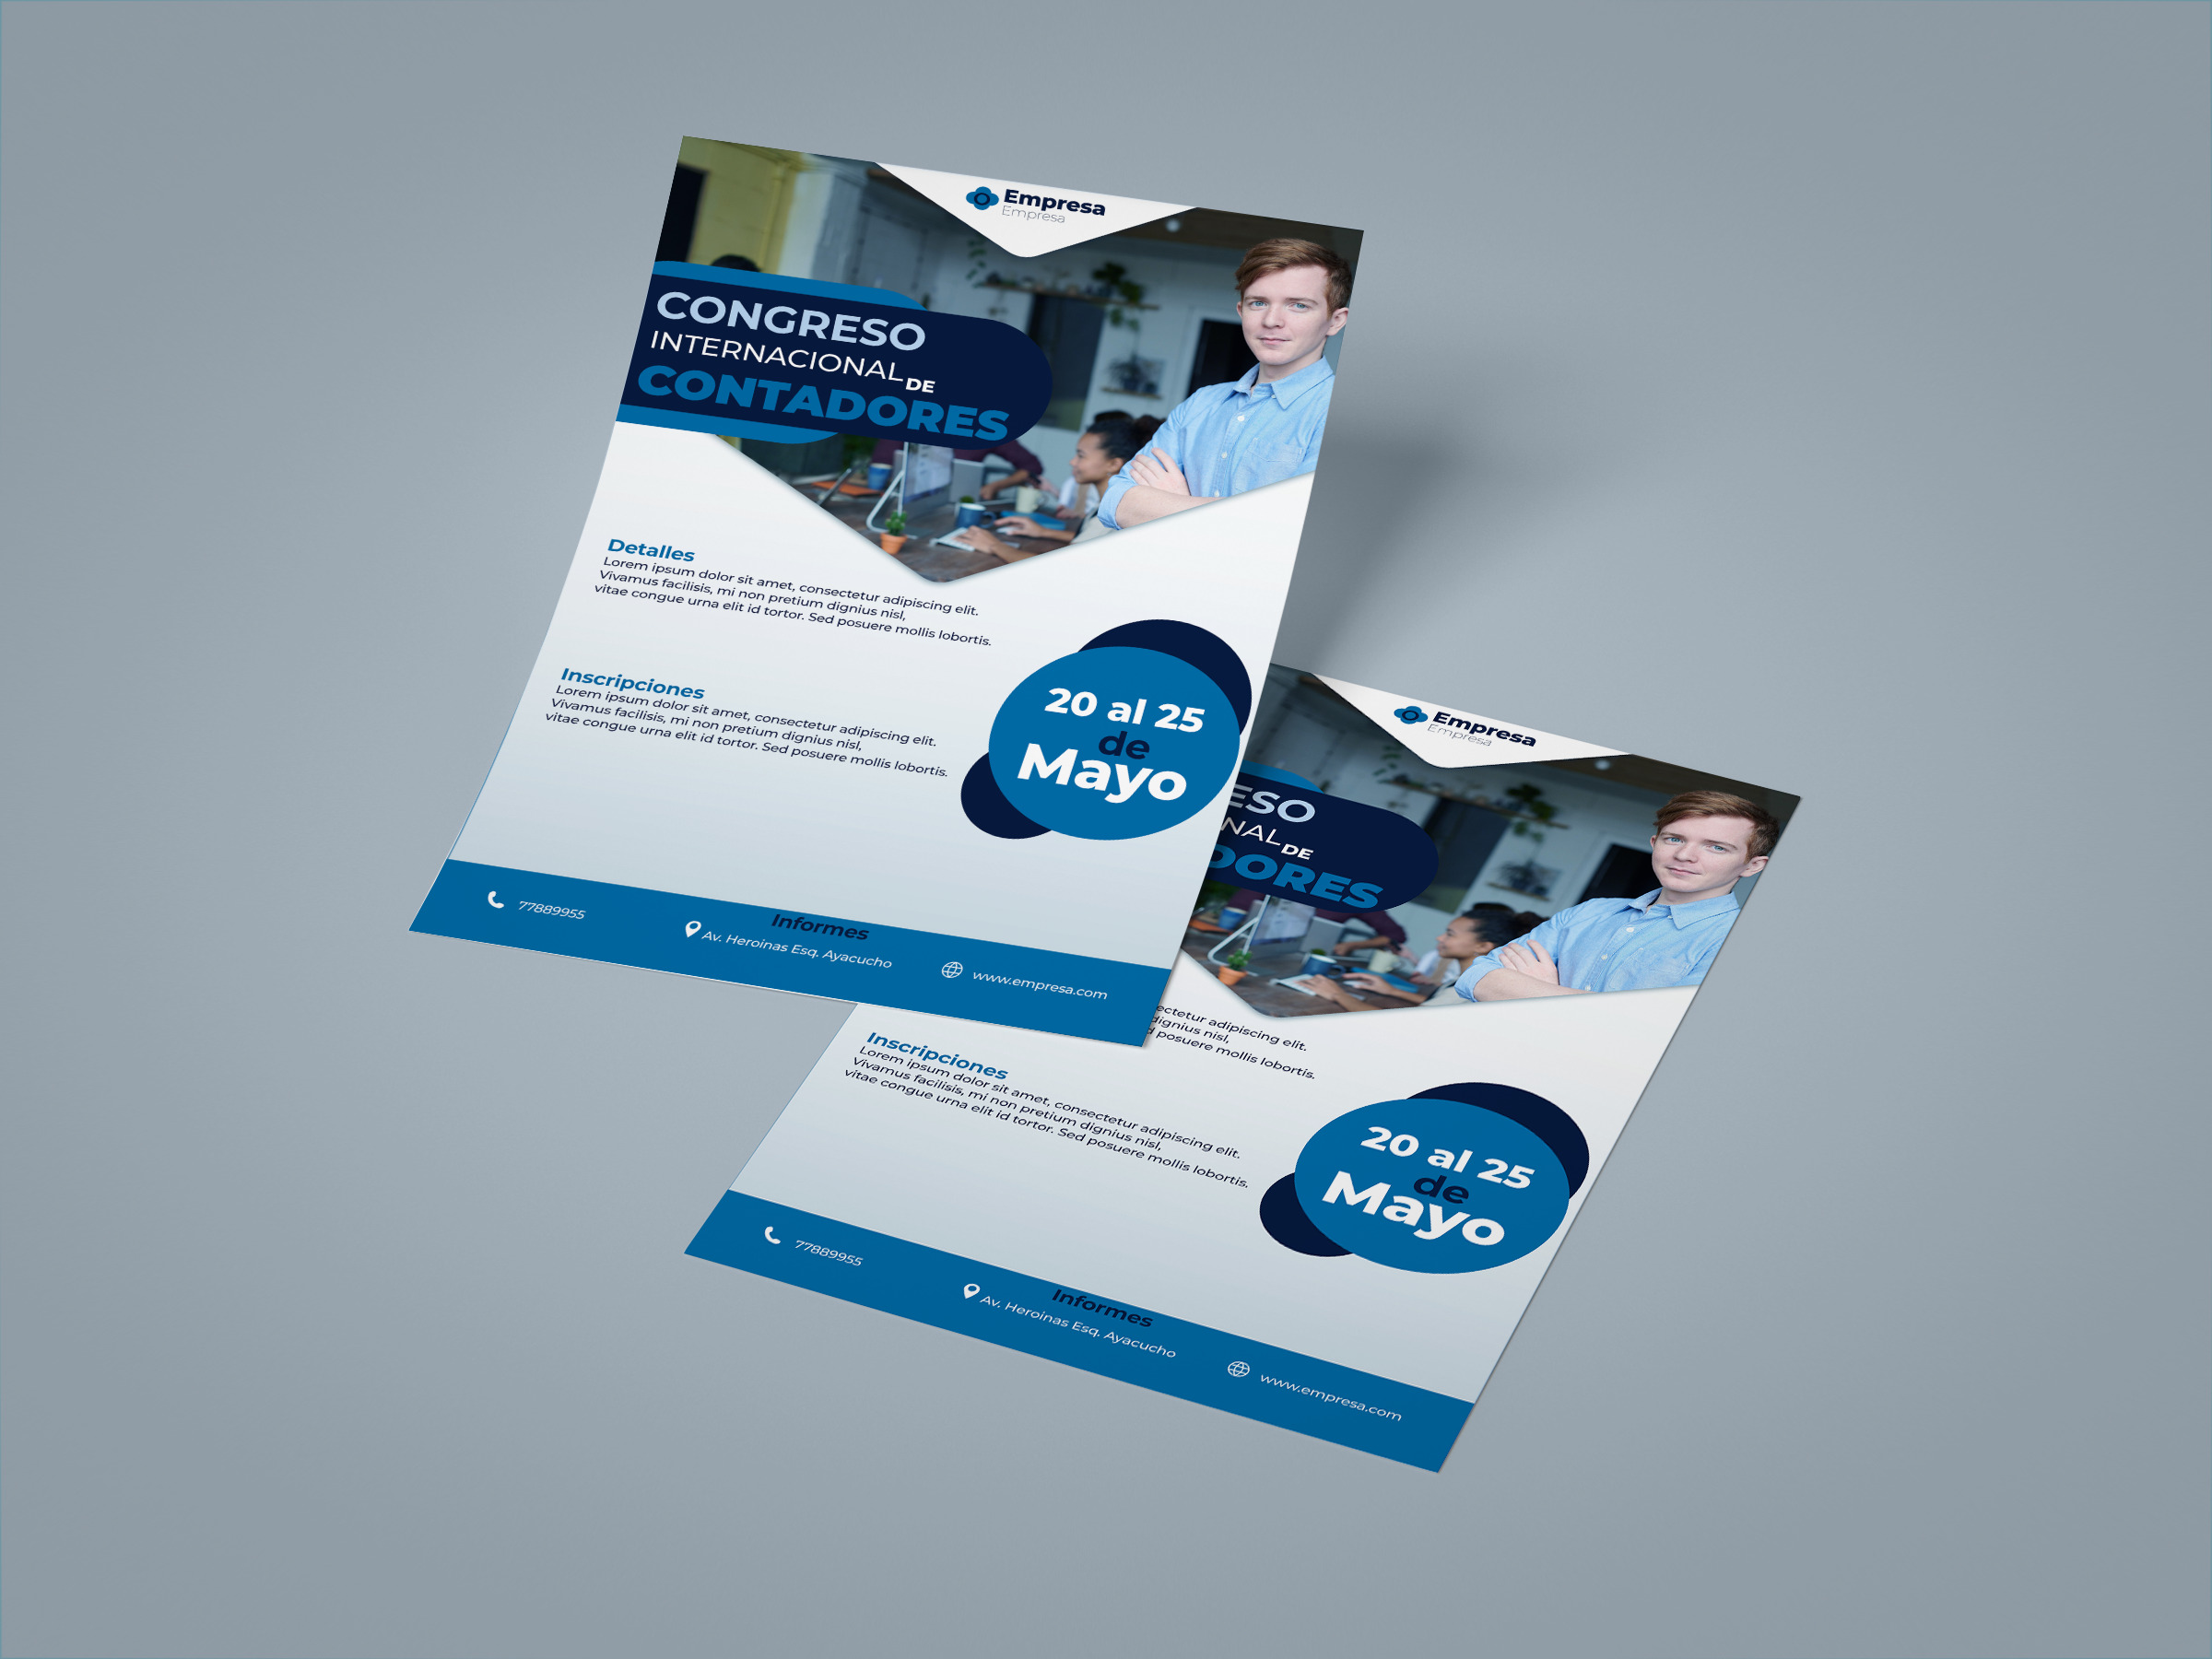 Empresa
Empresa
CONGRESO
INTERNACIONAL DE
CONTADORES
Detalles
Lorem ipsum dolor sit amet, consectetur adipiscing elit.
Vivamus facilisis, mi non pretium dignius nisl,
vitae congue urna elit id tortor. Sed posuere mollis lobortis.
Inscripciones
Lorem ipsum dolor sit amet, consectetur adipiscing elit.
Vivamus facilisis, mi non pretium dignius nisl,
vitae congue urna elit id tortor. Sed posuere mollis lobortis.
20 al 25
de
Mayo
Informes
77889955
Av. Heroinas Esq. Ayacucho
www.empresa.com
Empresa
Empresa
ESO
NAL DE
DORES
ectetur adipiscing elit.
dignius nisl,
d posuere mollis lobortis.
Inscripciones
Lorem ipsum dolor sit amet, consectetur adipiscing elit.
Vivamus facilisis, mi non pretium dignius nisl,
vitae congue urna elit id tortor. Sed posuere mollis lobortis.
20 al 25
de
Mayo
Informes
77889955
Av. Heroinas Esq. Ayacucho
www.empresa.com